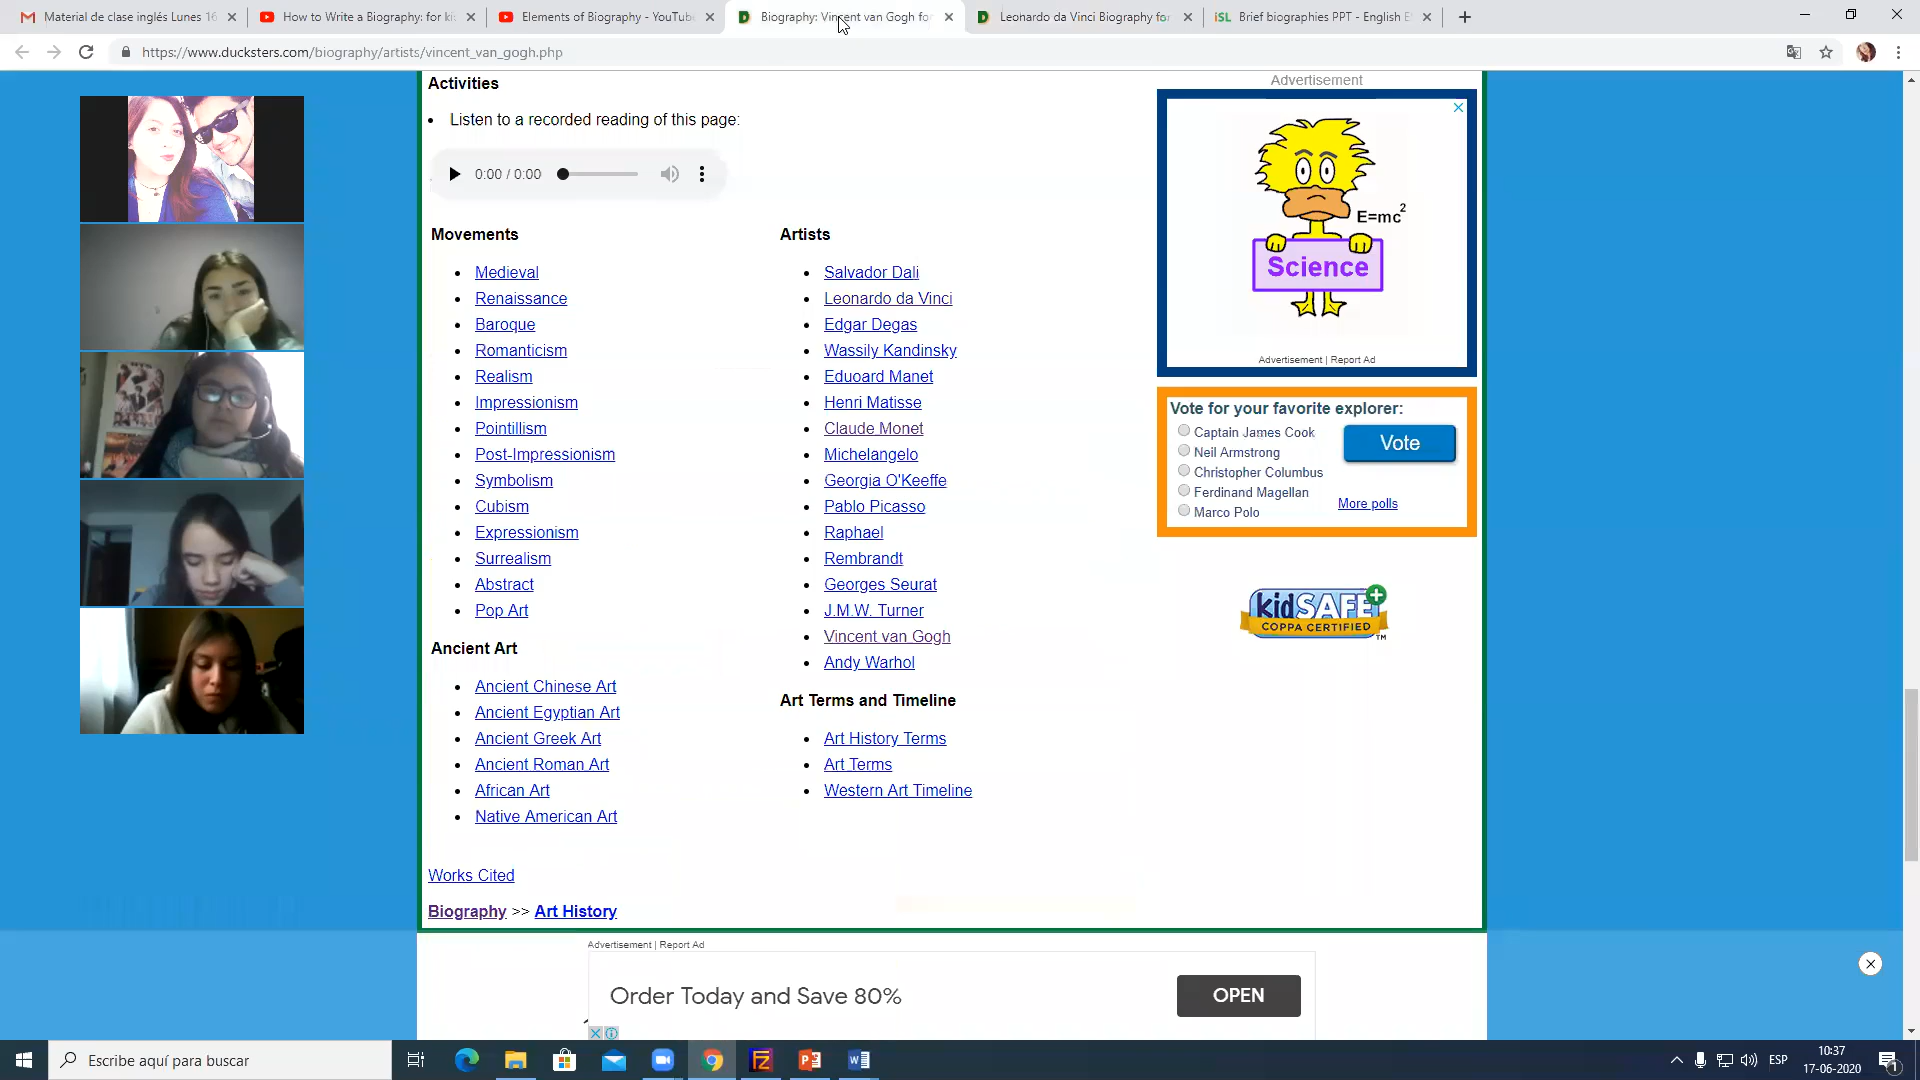 Material de clase inglés Lunes 16
How to Write a Biography: for ki
Elements of Biography - YouTube
Biography: Vincent van Gogh for
Leonardo da Vinci Biography for
iSL Brief biographies PPT - English E
https://www.ducksters.com/biography/artists/vincent_van_gogh.php
Activities
Listen to a recorded reading of this page:
0:00 / 0:00
Movements
Medieval
Renaissance
Baroque
Romanticism
Realism
Impressionism
Pointillism
Post-Impressionism
Symbolism
Cubism
Expressionism
Surrealism
Abstract
Pop Art
Ancient Art
Ancient Chinese Art
Ancient Egyptian Art
Ancient Greek Art
Ancient Roman Art
African Art
Native American Art
Artists
Salvador Dali
Leonardo da Vinci
Edgar Degas
Wassily Kandinsky
Eduoard Manet
Henri Matisse
Claude Monet
Michelangelo
Georgia O'Keeffe
Pablo Picasso
Raphael
Rembrandt
Georges Seurat
J.M.W. Turner
Vincent van Gogh
Andy Warhol
Art Terms and Timeline
Art History Terms
Art Terms
Western Art Timeline
Works Cited
Biography >> Art History
Advertisement
E=mc2
Science
Advertisement | Report Ad
Vote for your favorite explorer:
Captain James Cook
Neil Armstrong
Christopher Columbus
Ferdinand Magellan
Marco Polo
Vote
More polls
kidSAFE+
COPPA CERTIFIED TM
Advertisement | Report Ad
Order Today and Save 80%
OPEN
Escribe aquí para buscar
ESP
10:37
17-06-2020
1